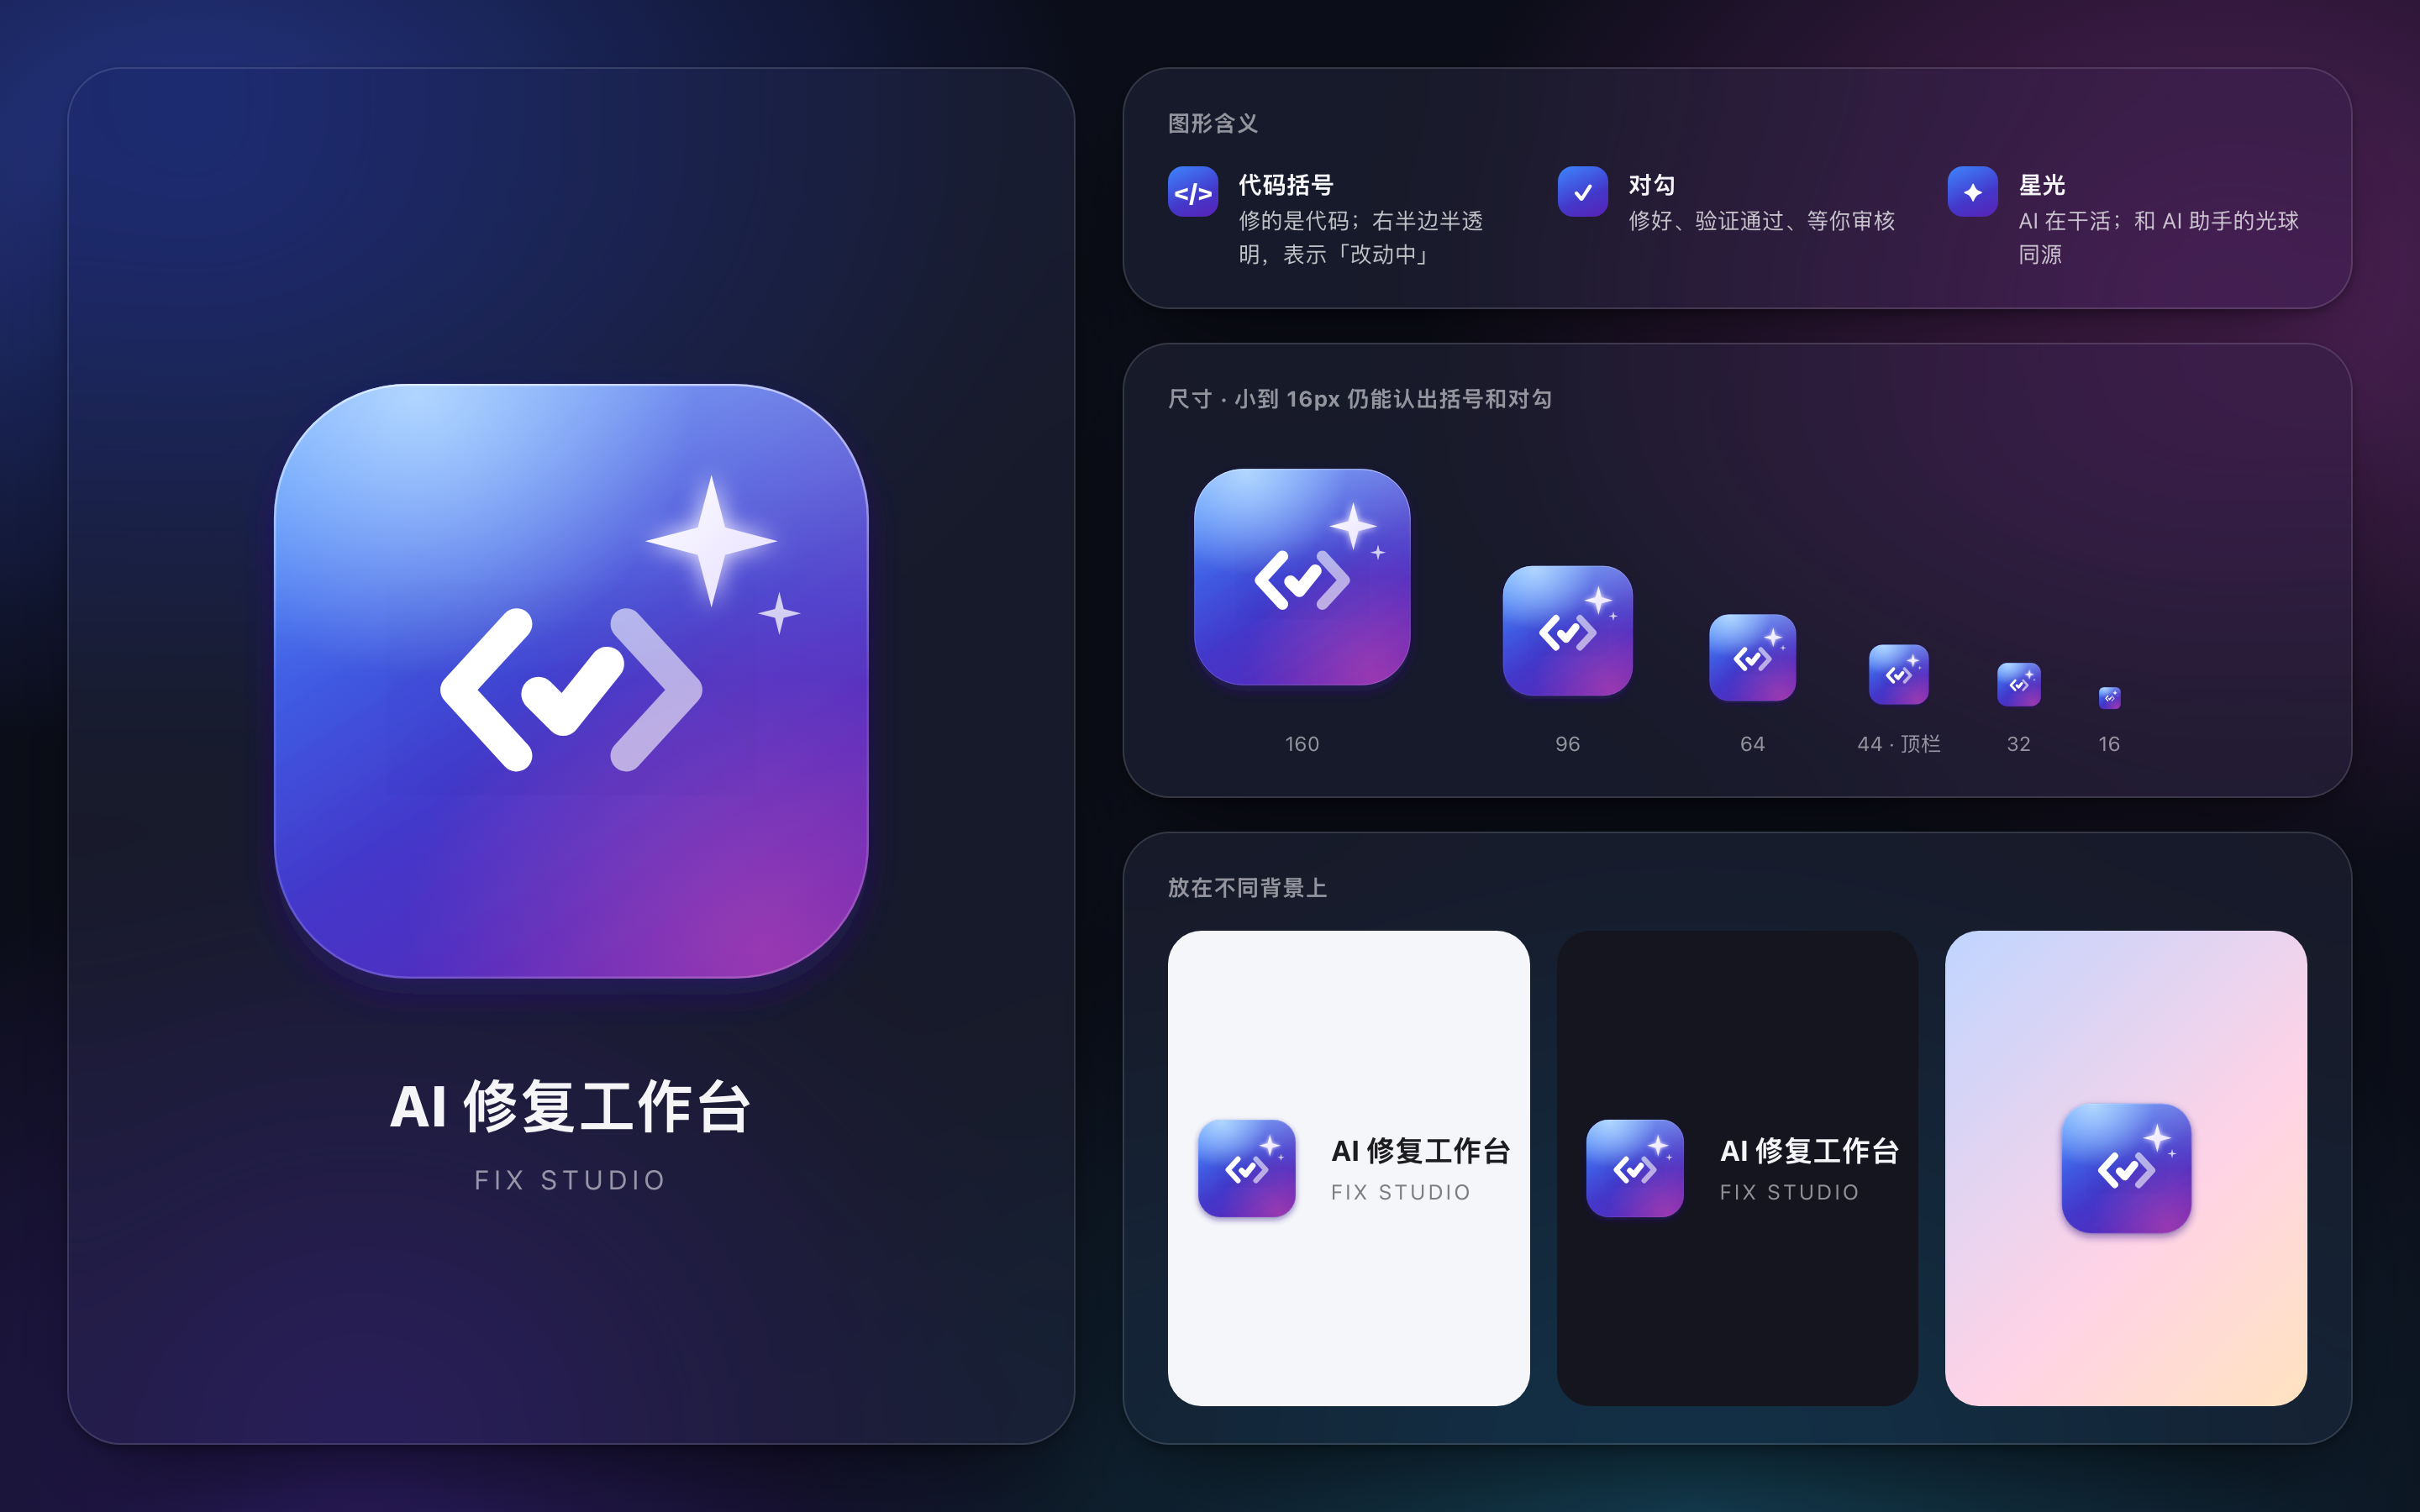 AI 修复工作台
FIX STUDIO
图形含义
</>
代码括号
修的是代码；右半边半透
明，表示「改动中」
对勾
修好、验证通过、等你审核
星光
AI 在干活；和 AI 助手的光球
同源
尺寸 · 小到 16px 仍能认出括号和对勾
160
96
64
44 · 顶栏
32
16
放在不同背景上
AI 修复工作台
FIX STUDIO
AI 修复工作台
FIX STUDIO